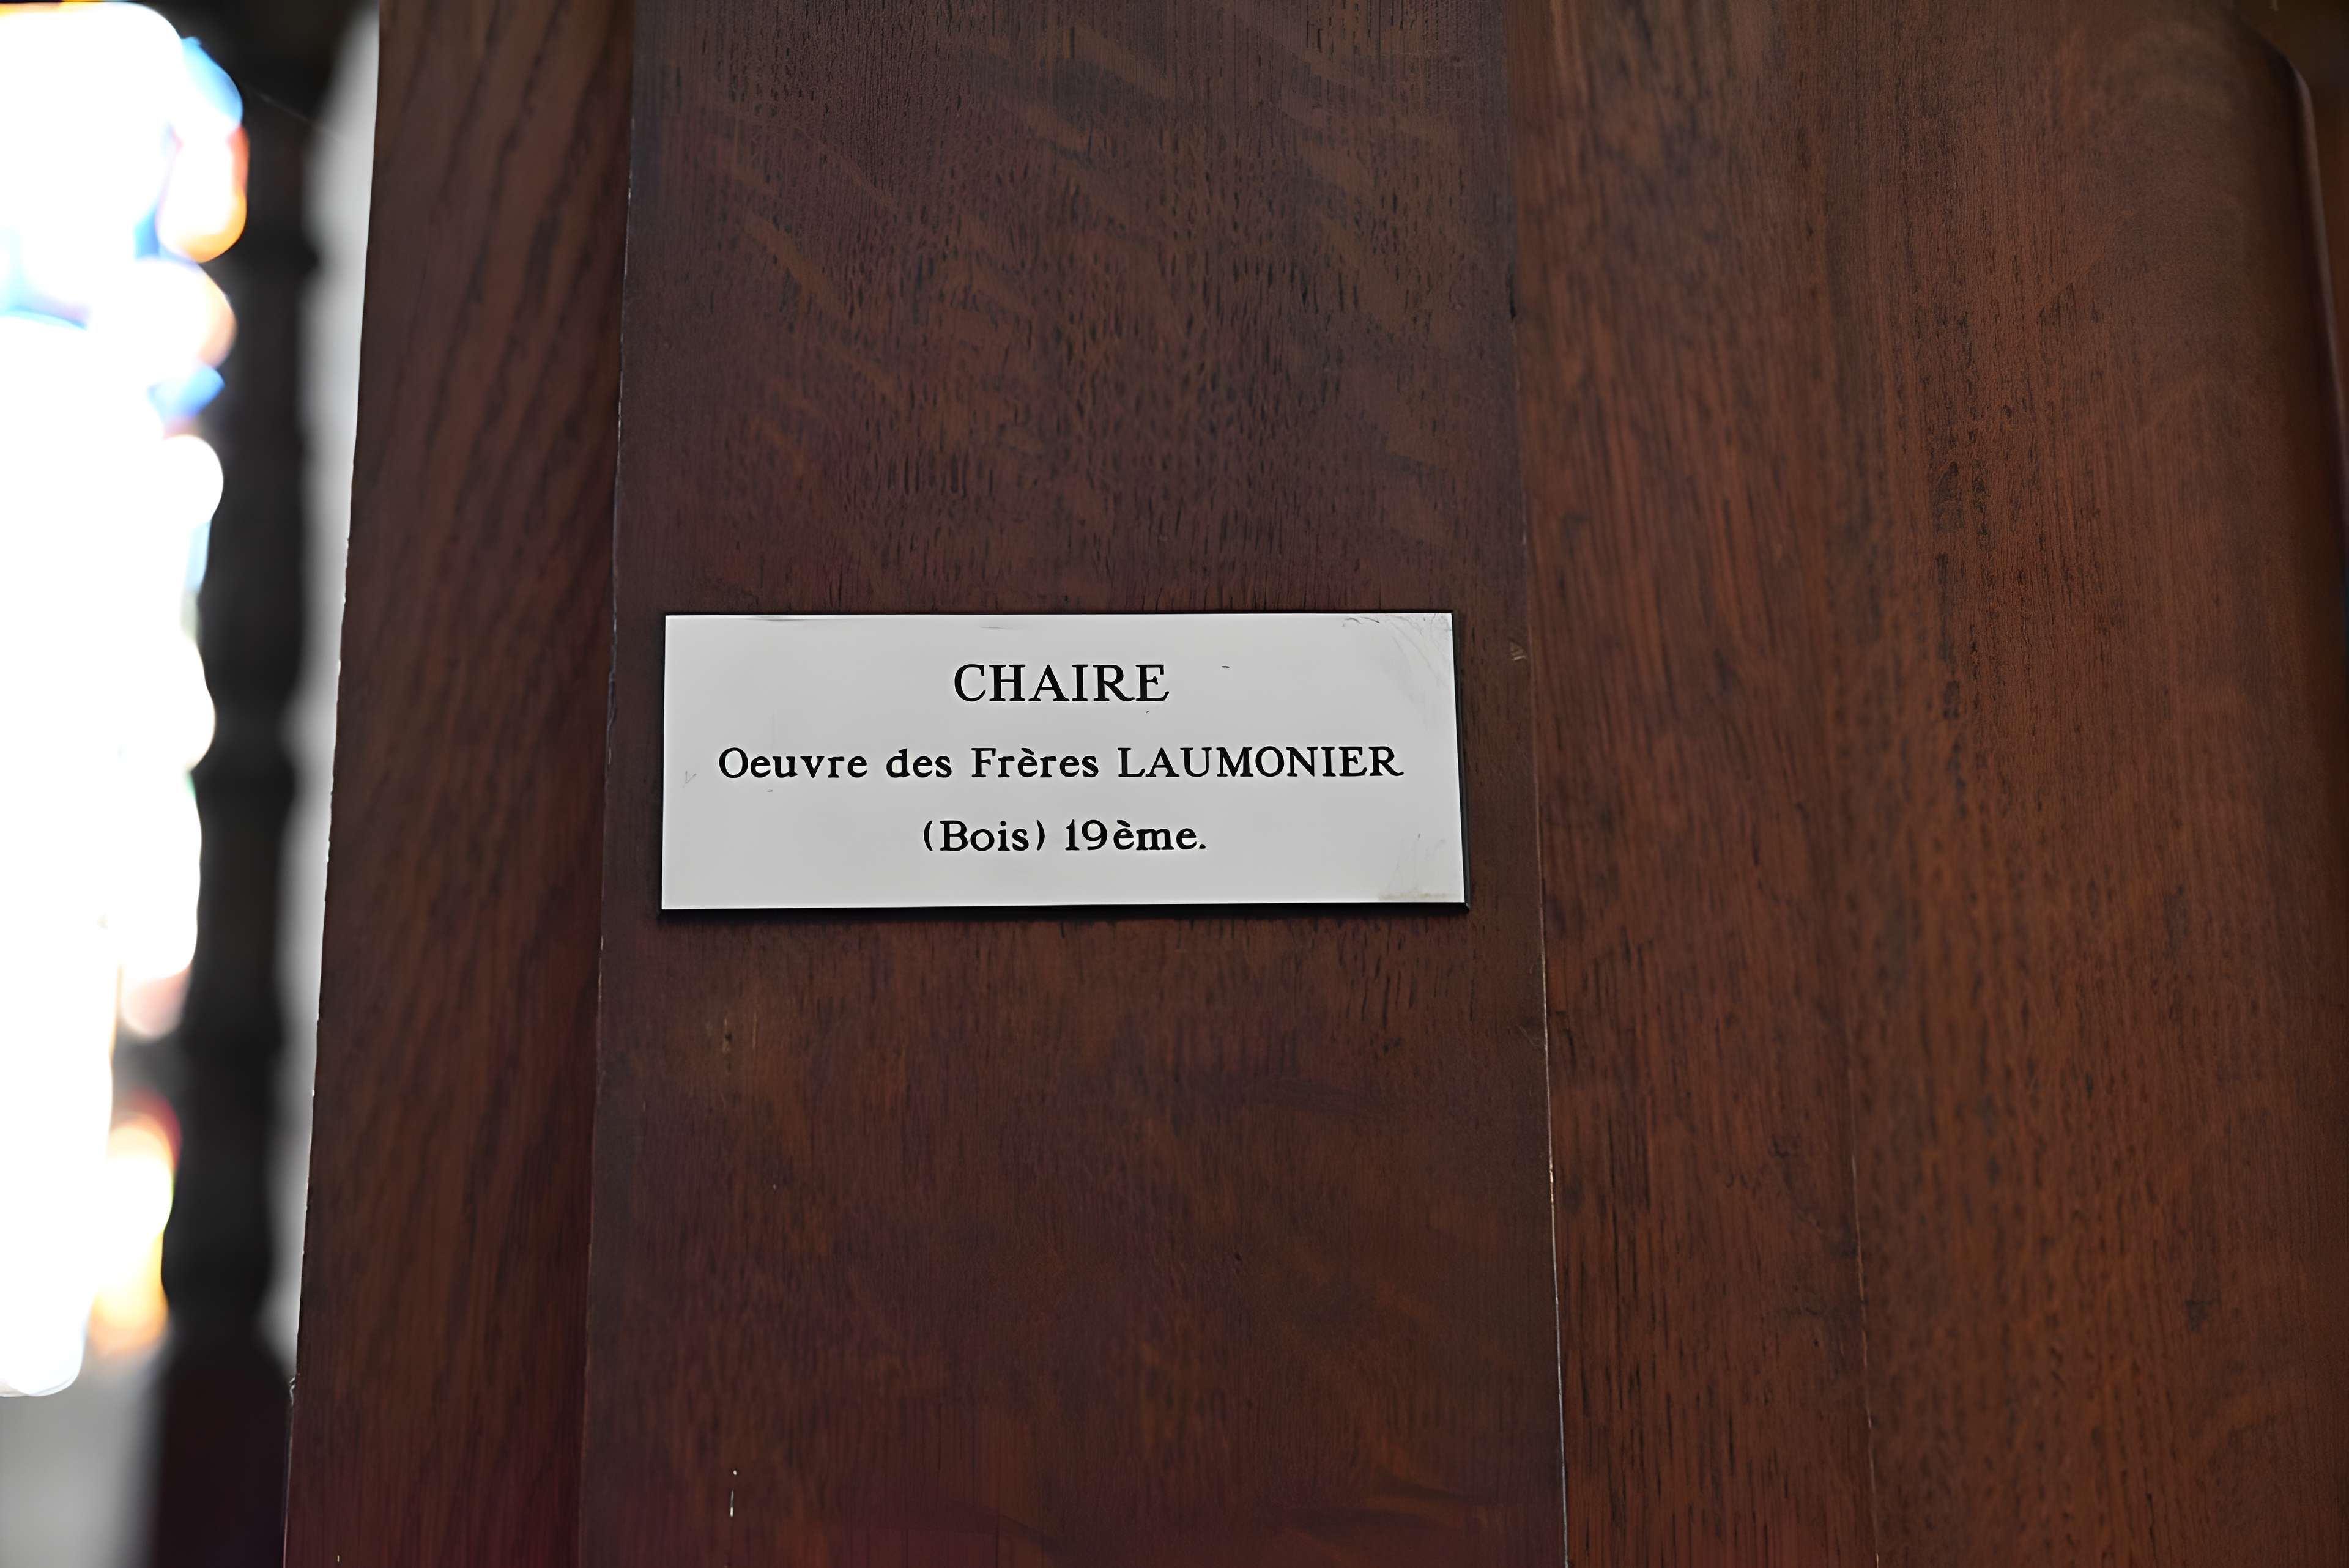 CHAIRE
Oeuvre des Frères LAUMONIER
(Bois) 19ème.